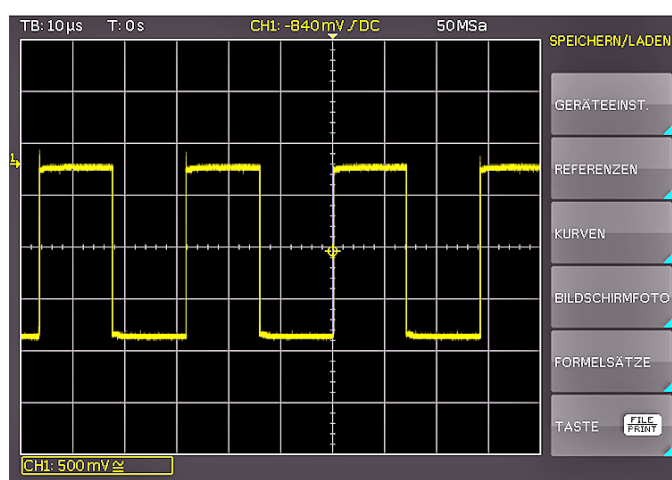 TB: 10 µs T: 0 s CH1: -840 mV ⎎ DC 50 MSa
SPEICHERN/LADEN
GERÄTEEINST.
REFERENZEN
KURVEN
BILDSCHIRMFOTO
FORMELSÄTZE
TASTE FILE PRINT
1
CH1: 500 mV ≅